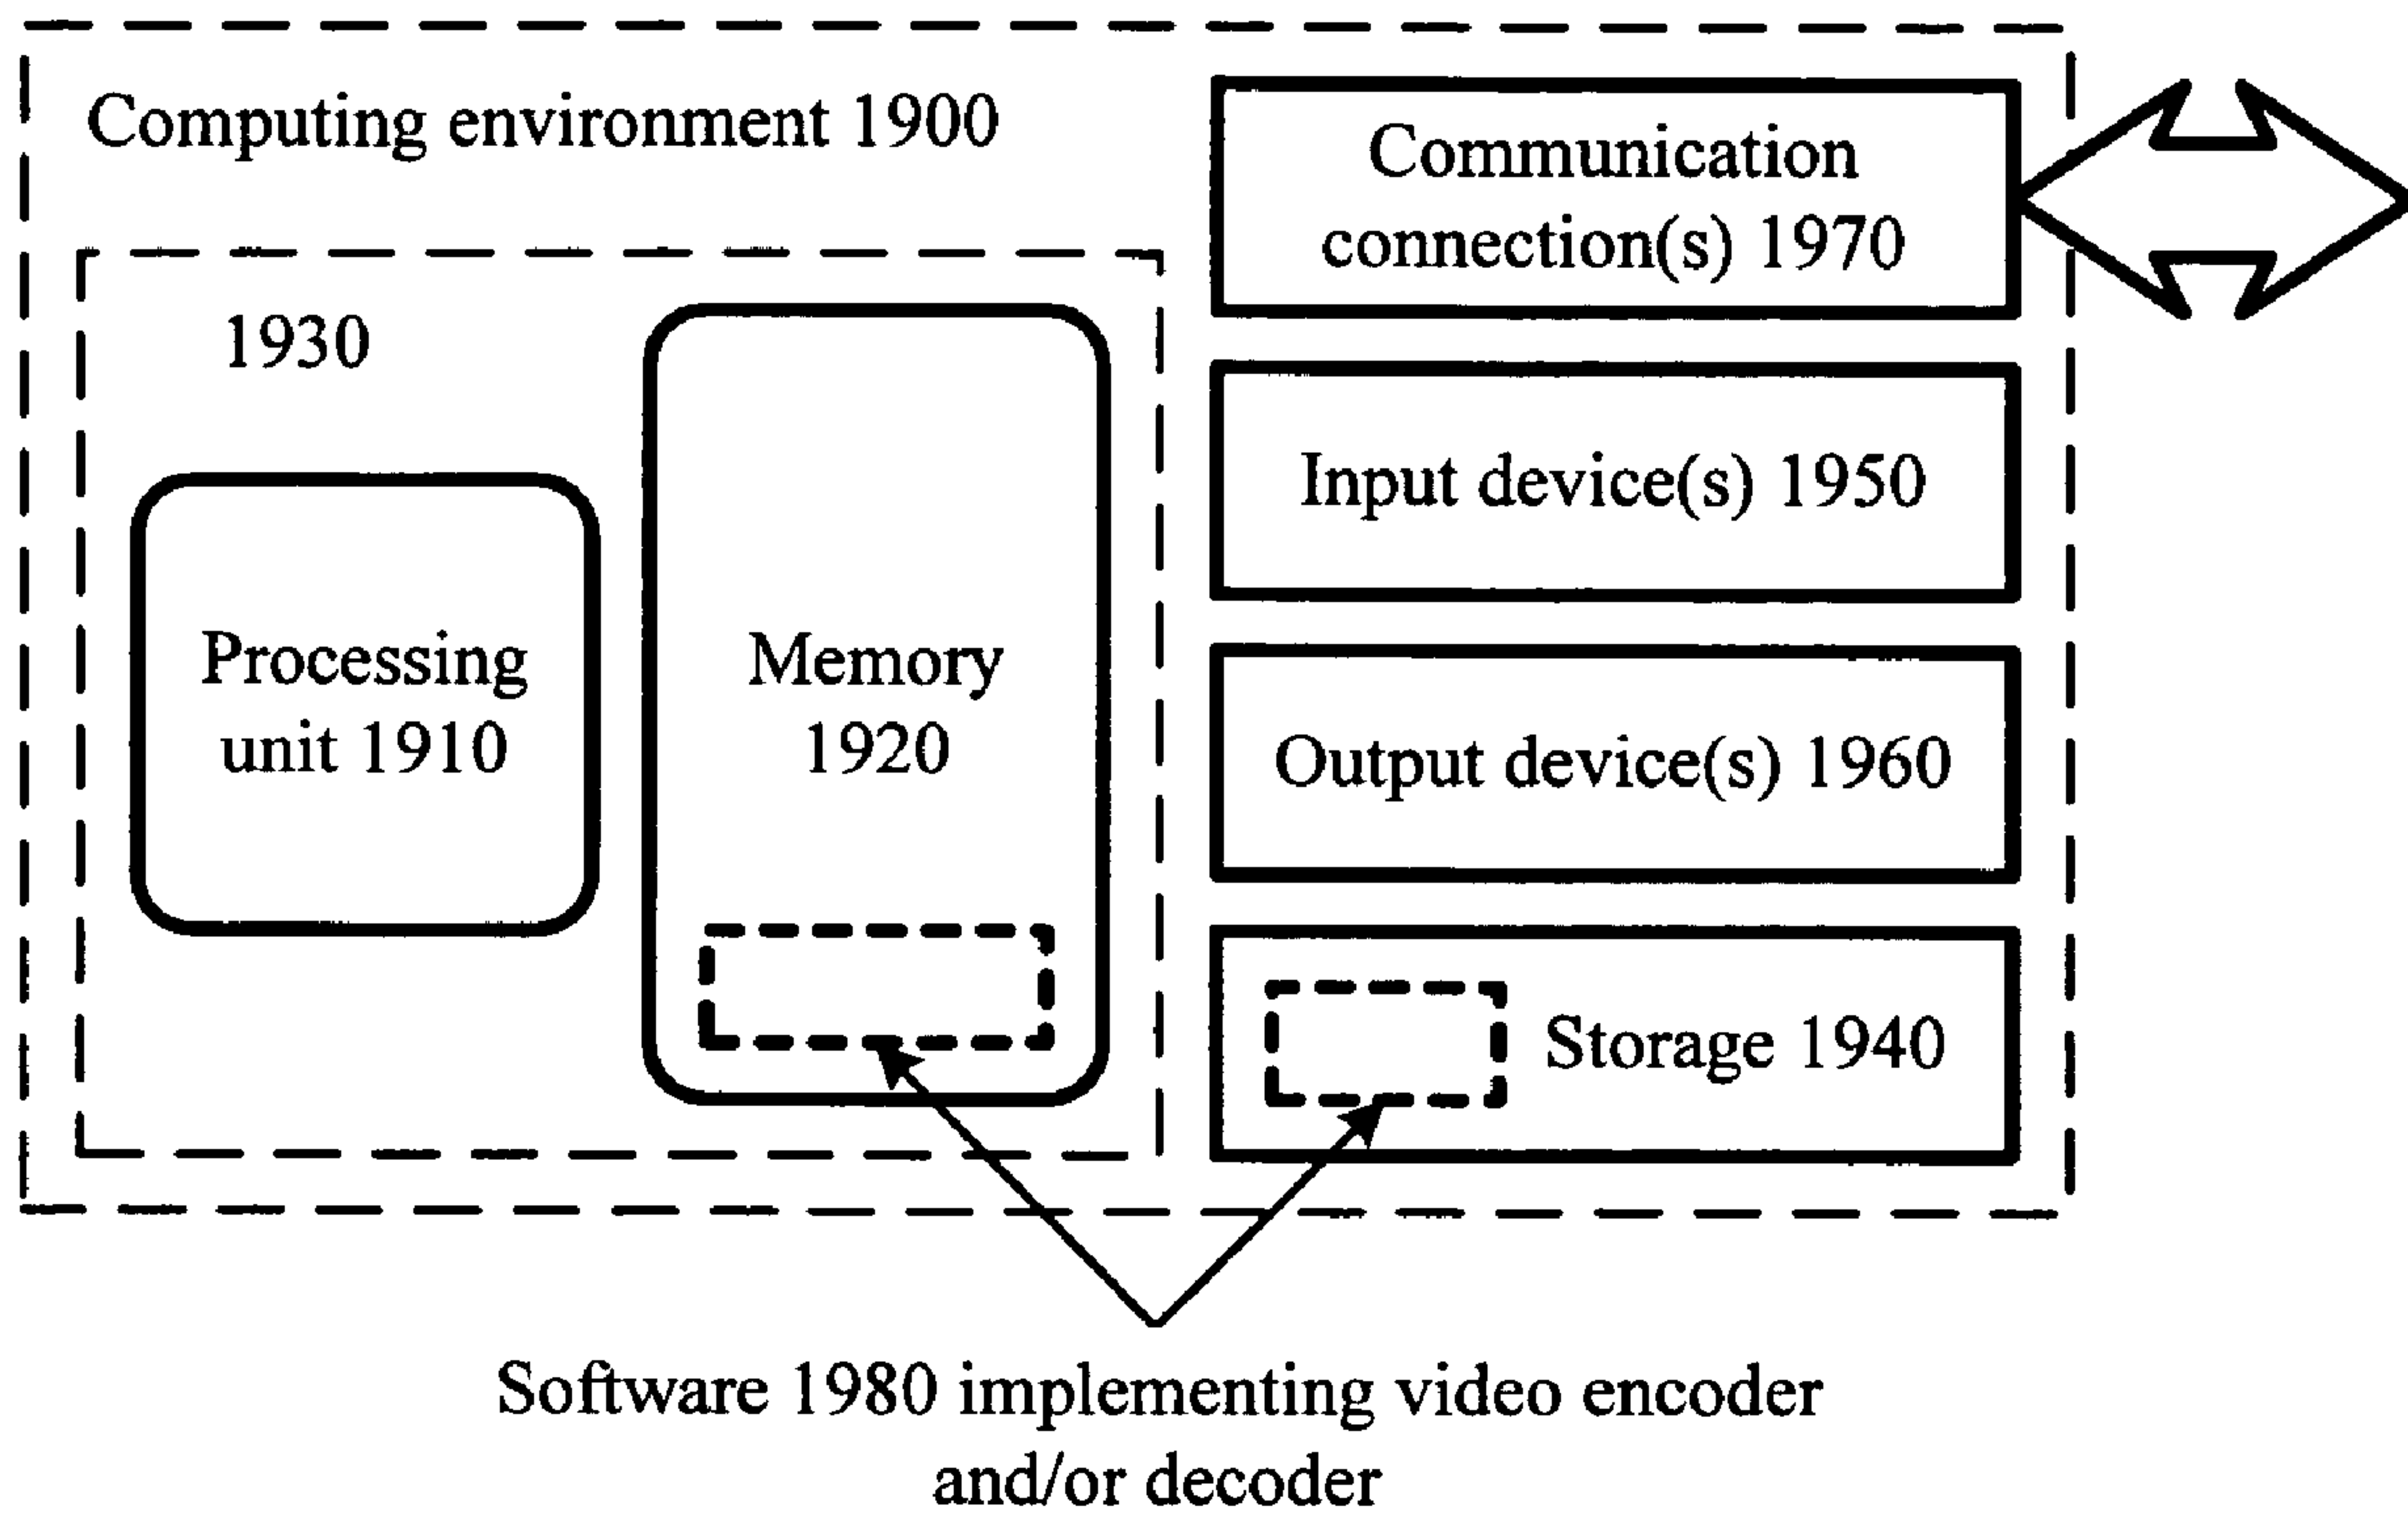 Computing environment 1900
1930
Processing
unit 1910
Memory
1920
Communication
connection(s) 1970
Input device(s) 1950
Output device(s) 1960
Storage 1940
Software 1980 implementing video encoder
and/or decoder